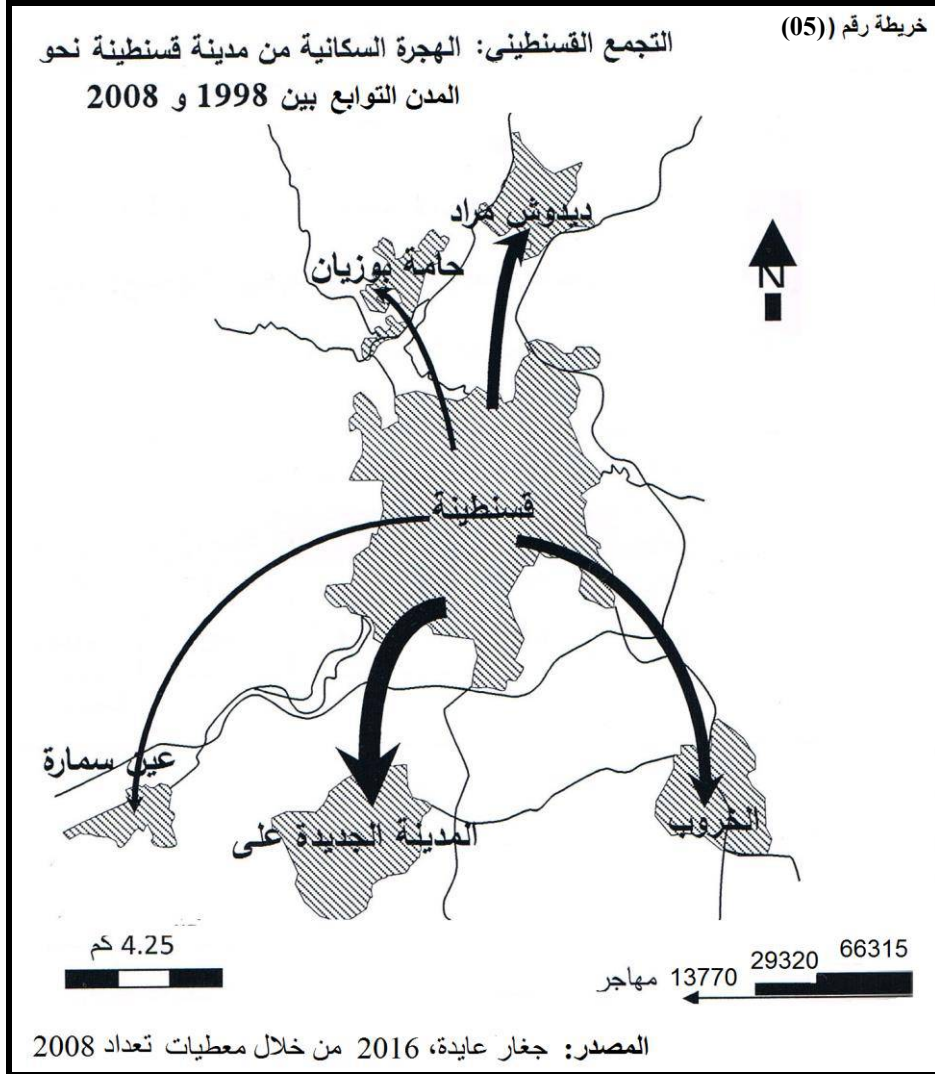 خريطة رقم ((05)
التجمع القسنطيني: الهجرة السكانية من مدينة قسنطينة نحو
المدن التوابع بين 1998 و 2008
ديدوش مراد
حامة بوزيان
N
قسنطينة
عين سمارة
المدينة الجديدة على
الخروب
4.25 كم
66315
29320
13770 مهاجر
المصدر: جغار عايدة، 2016 من خلال معطيات تعداد 2008